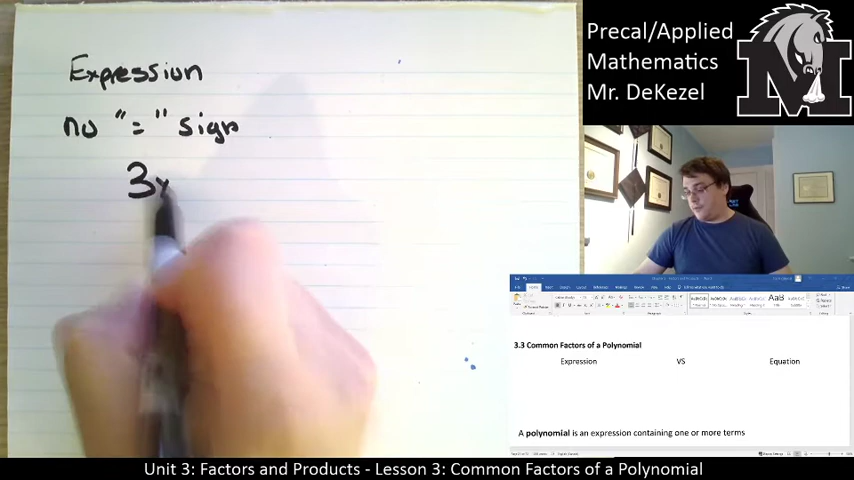 Expression
no "=" sign
3x
Precal/Applied
Mathematics
Mr. DeKezel
M
3.3 Common Factors of a Polynomial
Expression VS Equation
A polynomial is an expression containing one or more terms
Unit 3: Factors and Products - Lesson 3: Common Factors of a Polynomial